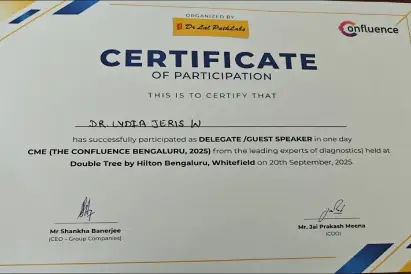 ORGANIZED BY
Dr Lal PathLabs
Confluence
CERTIFICATE
OF PARTICIPATION
THIS IS TO CERTIFY THAT
DR. LYDIA JERIS W
has successfully participated as DELEGATE /GUEST SPEAKER in one day
CME (THE CONFLUENCE BENGALURU, 2025) from the leading experts of diagnostics) held at
Double Tree by Hilton Bengaluru, Whitefield on 20th September, 2025.
Mr Shankha Banerjee
(CEO - Group Companies)
Mr. Jai Prakash Meena
(COO)